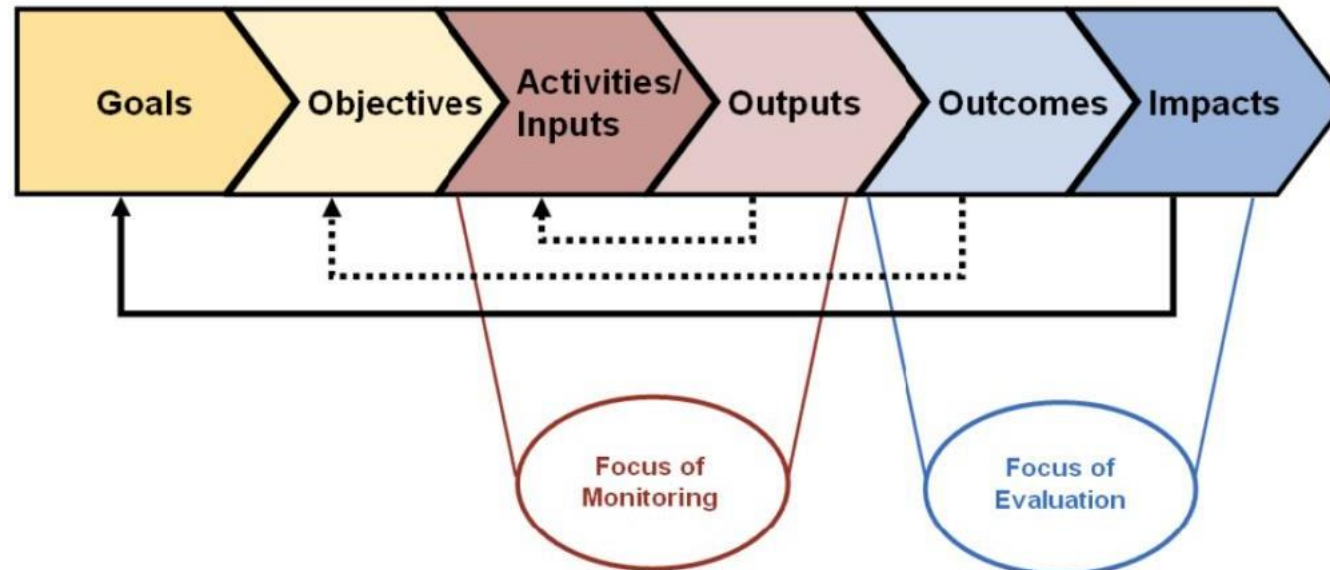 Goals
Objectives
Activities/
Inputs
Outputs
Outcomes
Impacts
Focus of
Monitoring
Focus of
Evaluation